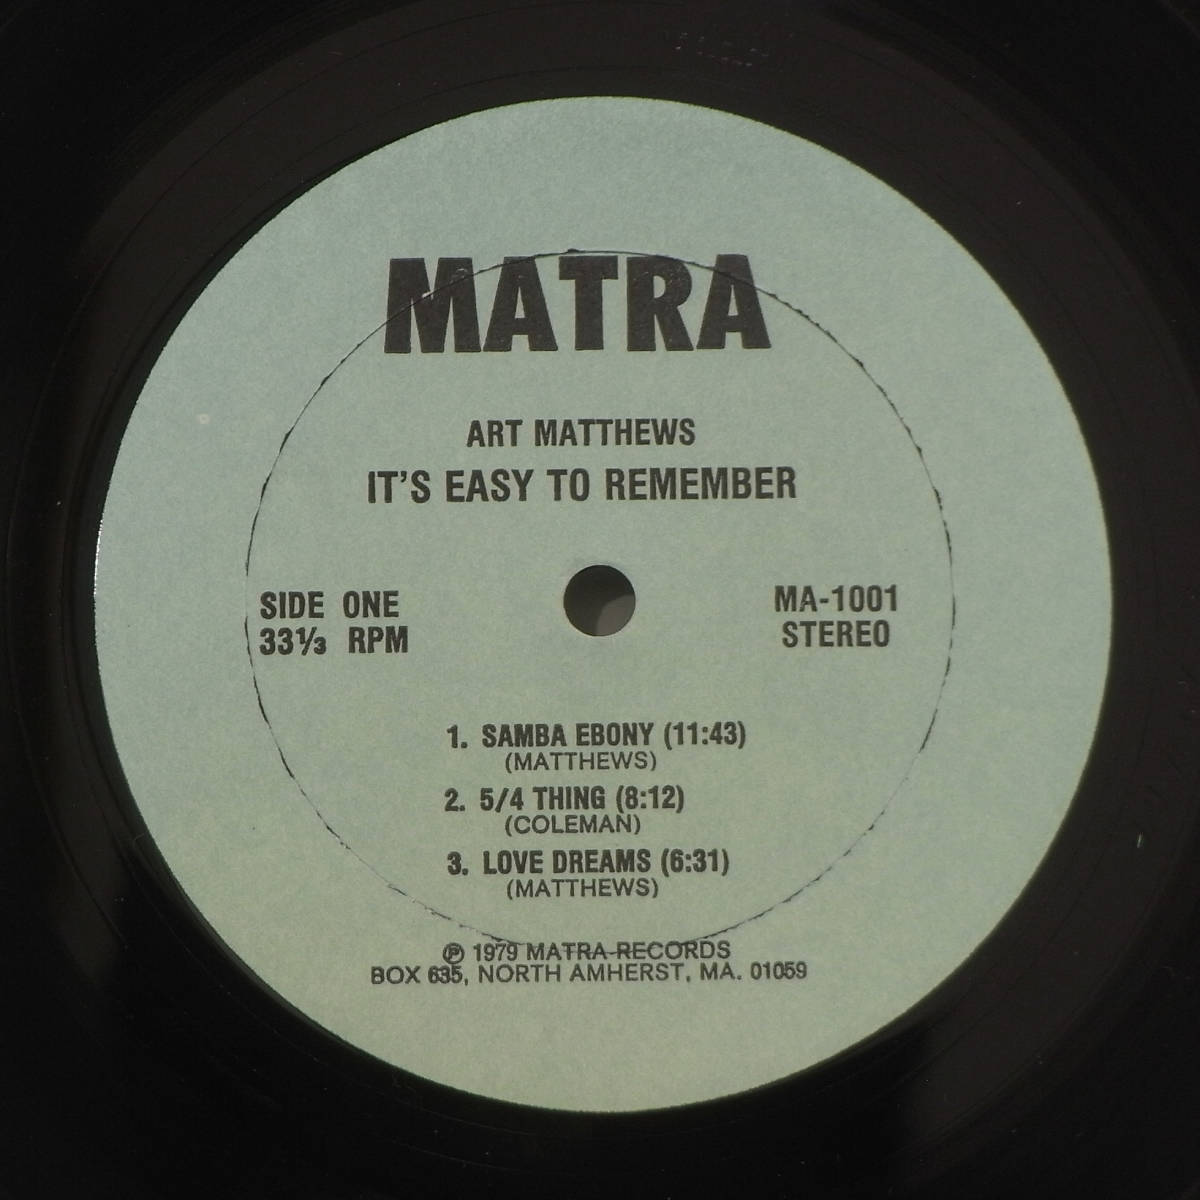 MATRA
ART MATTHEWS
IT'S EASY TO REMEMBER
SIDE ONE
33⅓ RPM
MA-1001
STEREO
1. SAMBA EBONY (11:43)
(MATTHEWS)
2. 5/4 THING (8:12)
(COLEMAN)
3. LOVE DREAMS (6:31)
(MATTHEWS)
℗ 1979 MATRA RECORDS
BOX 635, NORTH AMHERST, MA. 01059